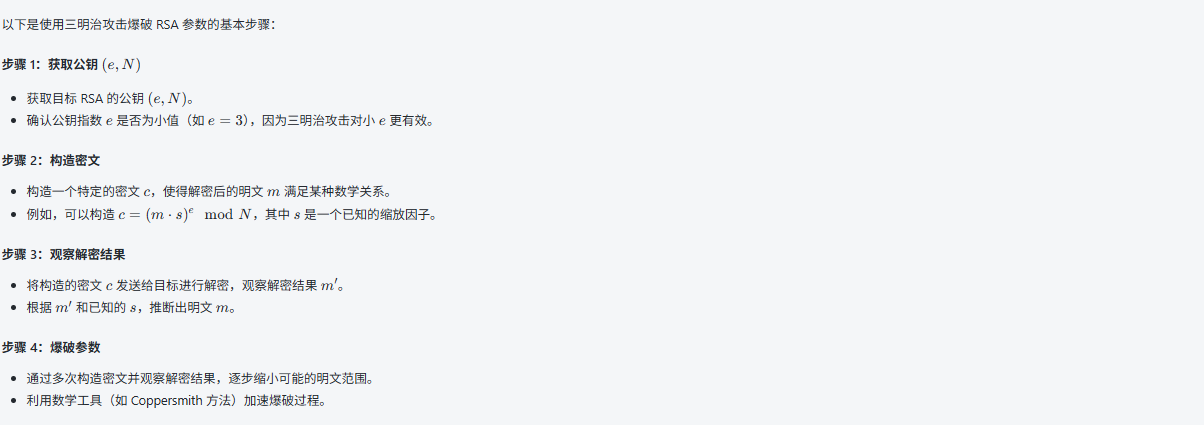 以下是使用三明治攻击爆破 RSA 参数的基本步骤：
步骤 1：获取公钥 (e, N)
• 获取目标 RSA 的公钥 (e, N)。
• 确认公钥指数 e 是否为小值（如 e = 3），因为三明治攻击对小 e 更有效。
步骤 2：构造密文
• 构造一个特定的密文 c，使得解密后的明文 m 满足某种数学关系。
• 例如，可以构造 c = (m · s)^e mod N，其中 s 是一个已知的缩放因子。
步骤 3：观察解密结果
• 将构造的密文 c 发送给目标进行解密，观察解密结果 m′。
• 根据 m′ 和已知的 s，推断出明文 m。
步骤 4：爆破参数
• 通过多次构造密文并观察解密结果，逐步缩小可能的明文范围。
• 利用数学工具（如 Coppersmith 方法）加速爆破过程。